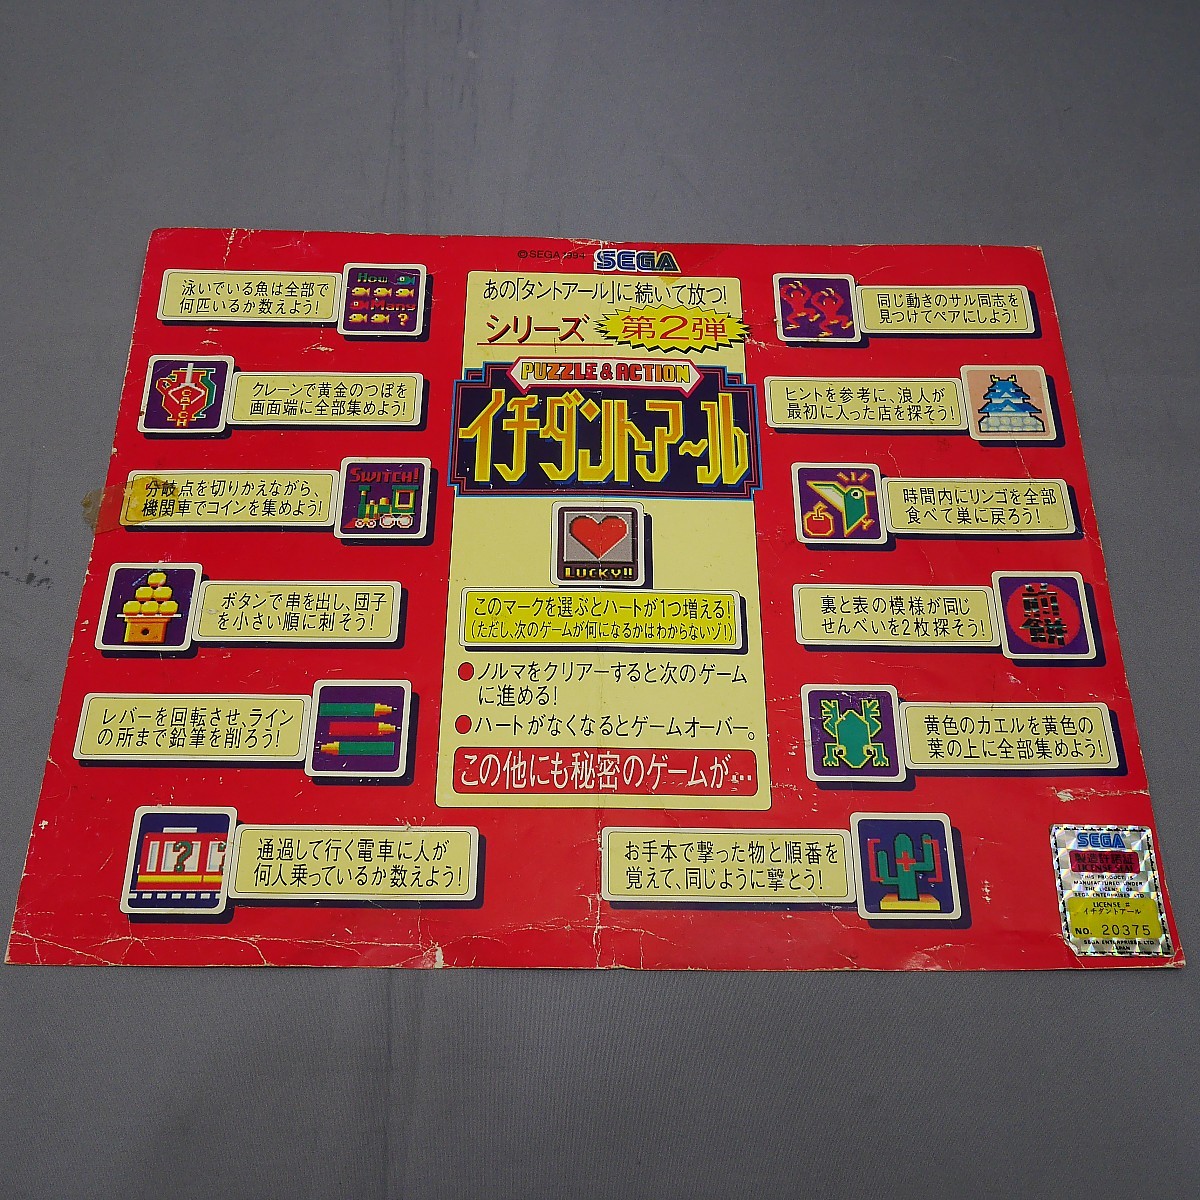 ©SEGA 1994 SEGA
泳いでいる魚は全部で
何匹いるか数えよう!
How
Many
?
クレーンで黄金のつぼを
画面端に全部集めよう!
CATCH
分岐点を切りかえながら、
機関車でコインを集めよう!
SWITCH!
ボタンで串を出し、団子
を小さい順に刺そう!
レバーを回転させ、ライン
の所まで鉛筆を削ろう!
通過して行く電車に人が
何人乗っているか数えよう!
?
あの「タントアール」に続いて放つ!
シリーズ 第2弾
PUZZLE & ACTION
イチダントアール
LUCKY!!
このマークを選ぶとハートが1つ増える!
(ただし、次のゲームが何になるかはわからないゾ!)
●ノルマをクリアーすると次のゲーム
に進める!
●ハートがなくなるとゲームオーバー。
この他にも秘密のゲームが…
同じ動きのサル同志を
見つけてペアにしよう!
ヒントを参考に、浪人が
最初に入った店を探そう!
時間内にリンゴを全部
食べて巣に戻ろう!
裏と表の模様が同じ
せんべいを2枚探そう!
黄色のカエルを黄色の
葉の上に全部集めよう!
お手本で撃った物と順番を
覚えて、同じように撃とう!
SEGA
製造許諾証
LICENSE SEAL
THIS PRODUCT IS
MANUFACTURED UNDER
THE LICENSE OF
SEGA ENTERPRISES LTD
LICENSE #
イチダントアール
NO. 20375
SEGA ENTERPRISES LTD
JAPAN